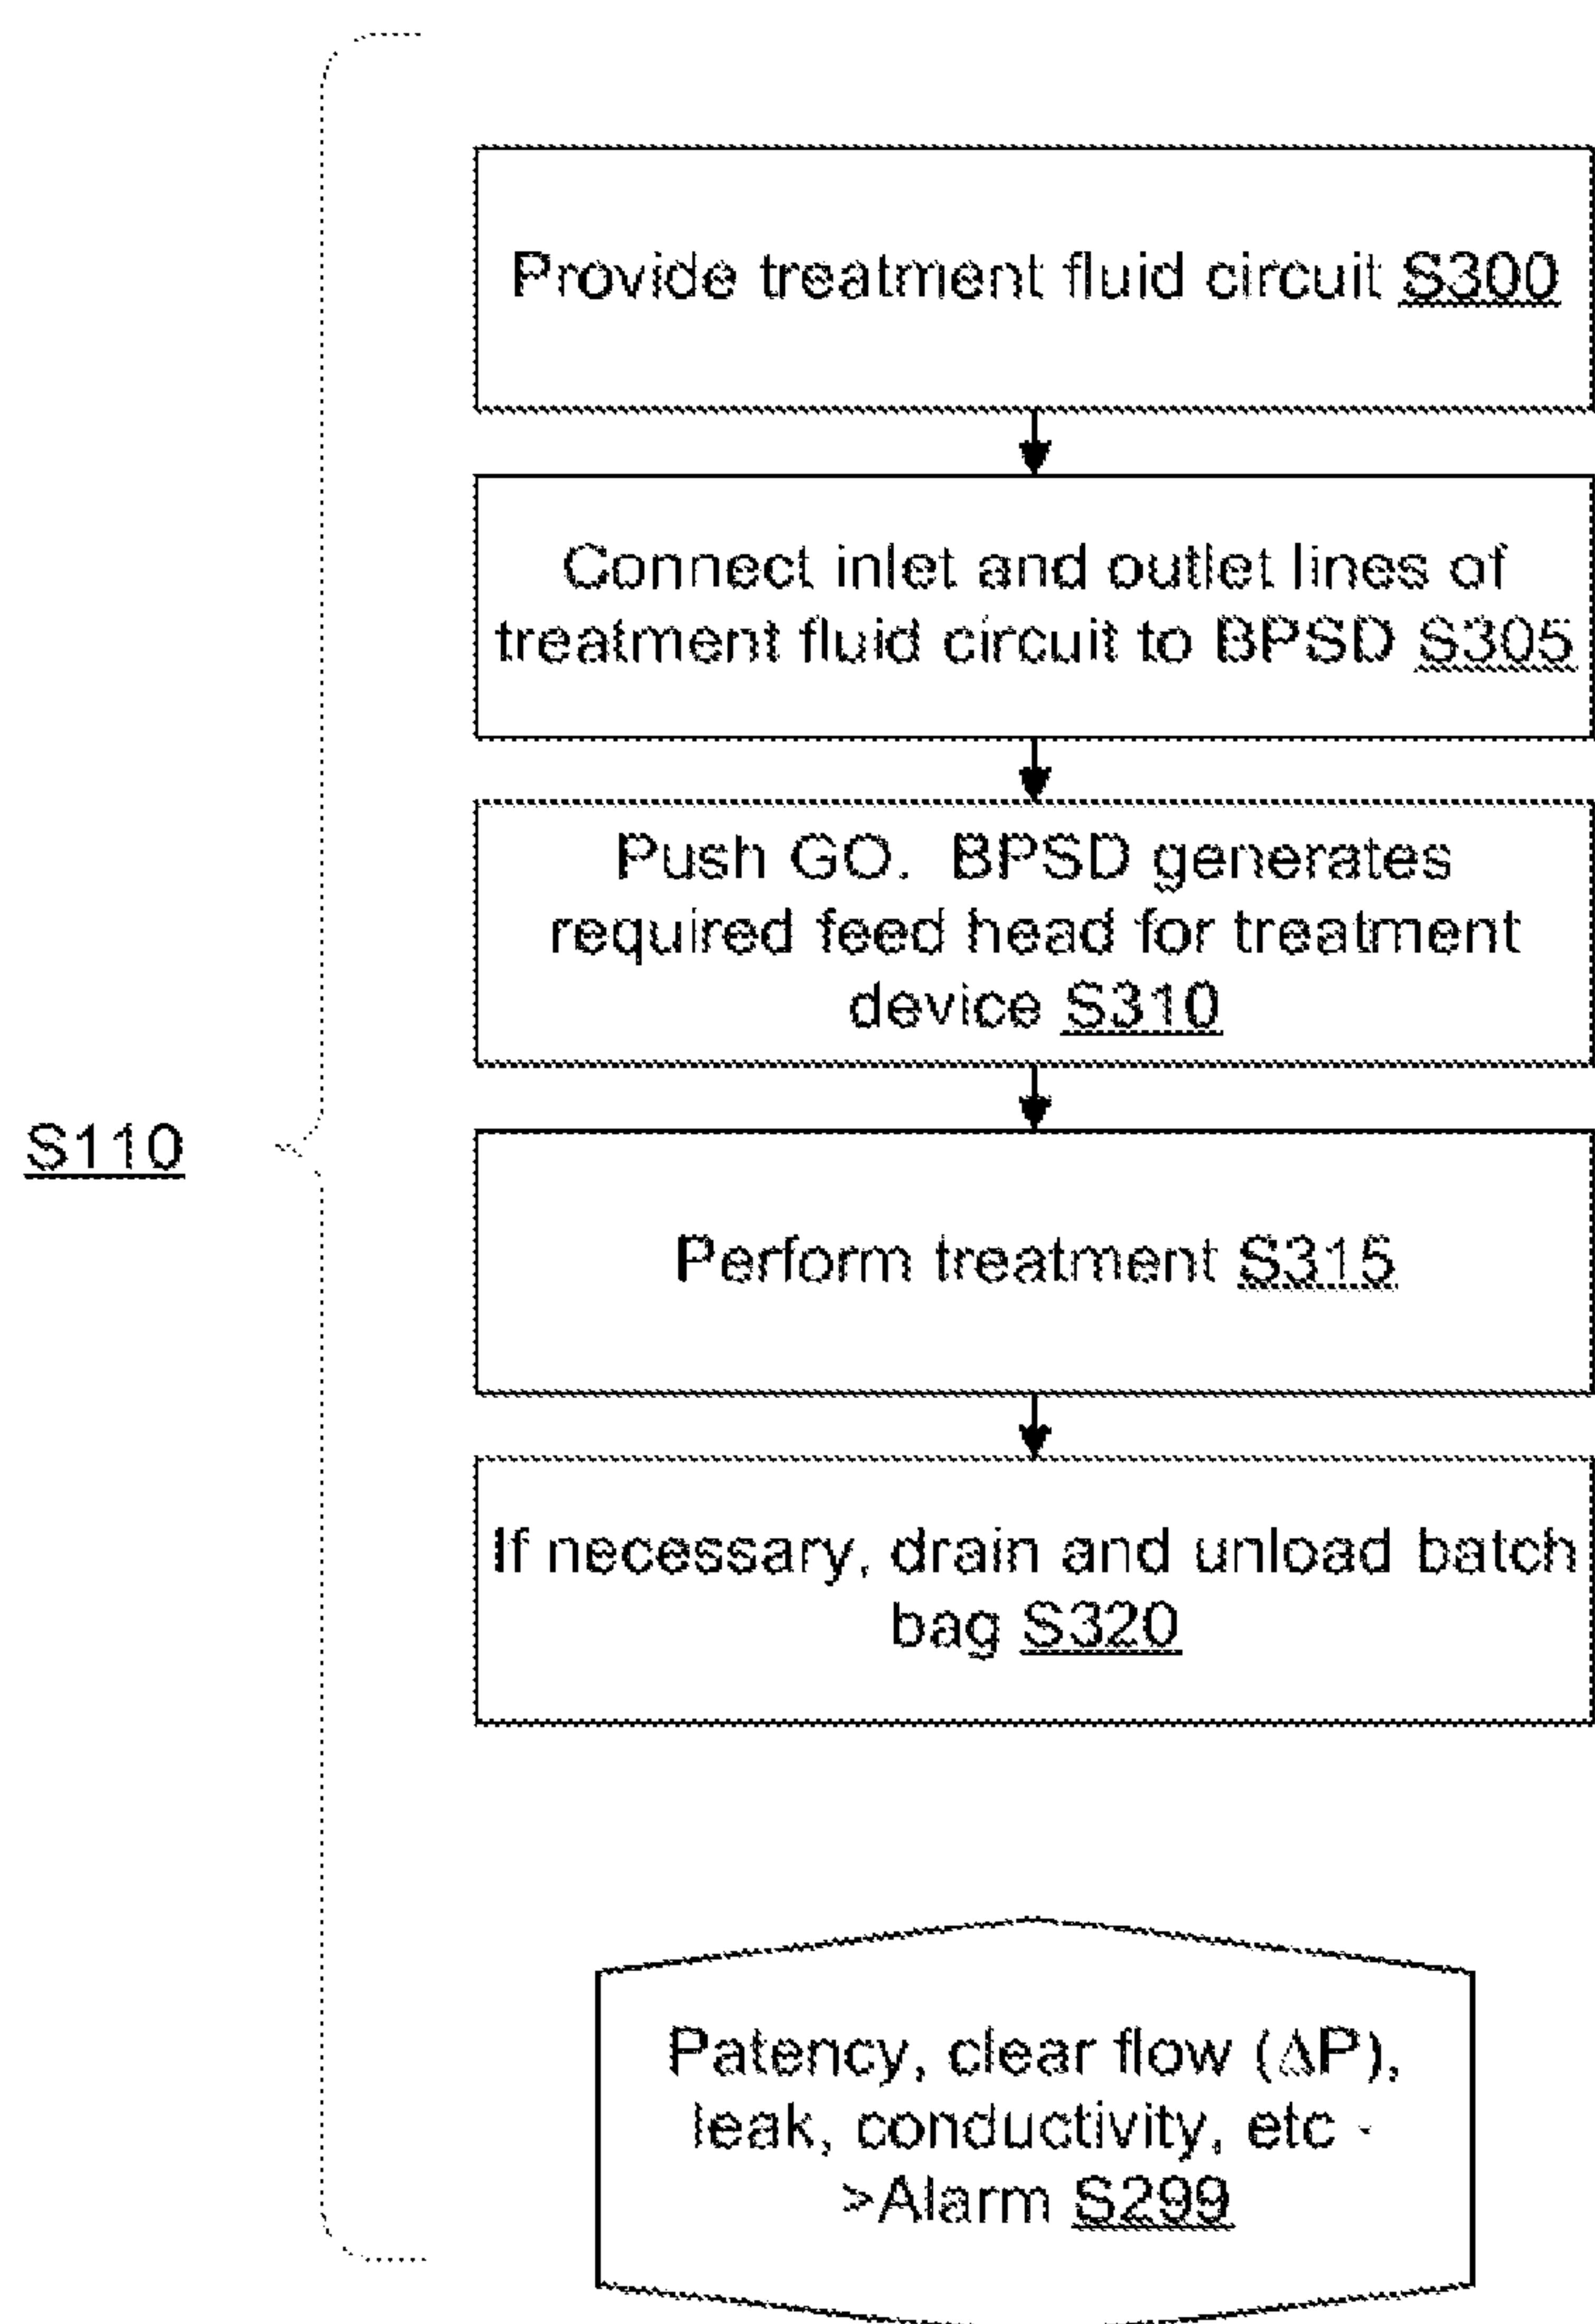 Provide treatment fluid circuit S300
Connect inlet and outlet lines of
treatment fluid circuit to BPSD S305
Push GO. BPSD generates
required feed head for treatment
device S310
S110
Perform treatment S315
If necessary, drain and unload batch
bag S320
Patency, clear flow (ΔP),
leak, conductivity, etc -
>Alarm S299